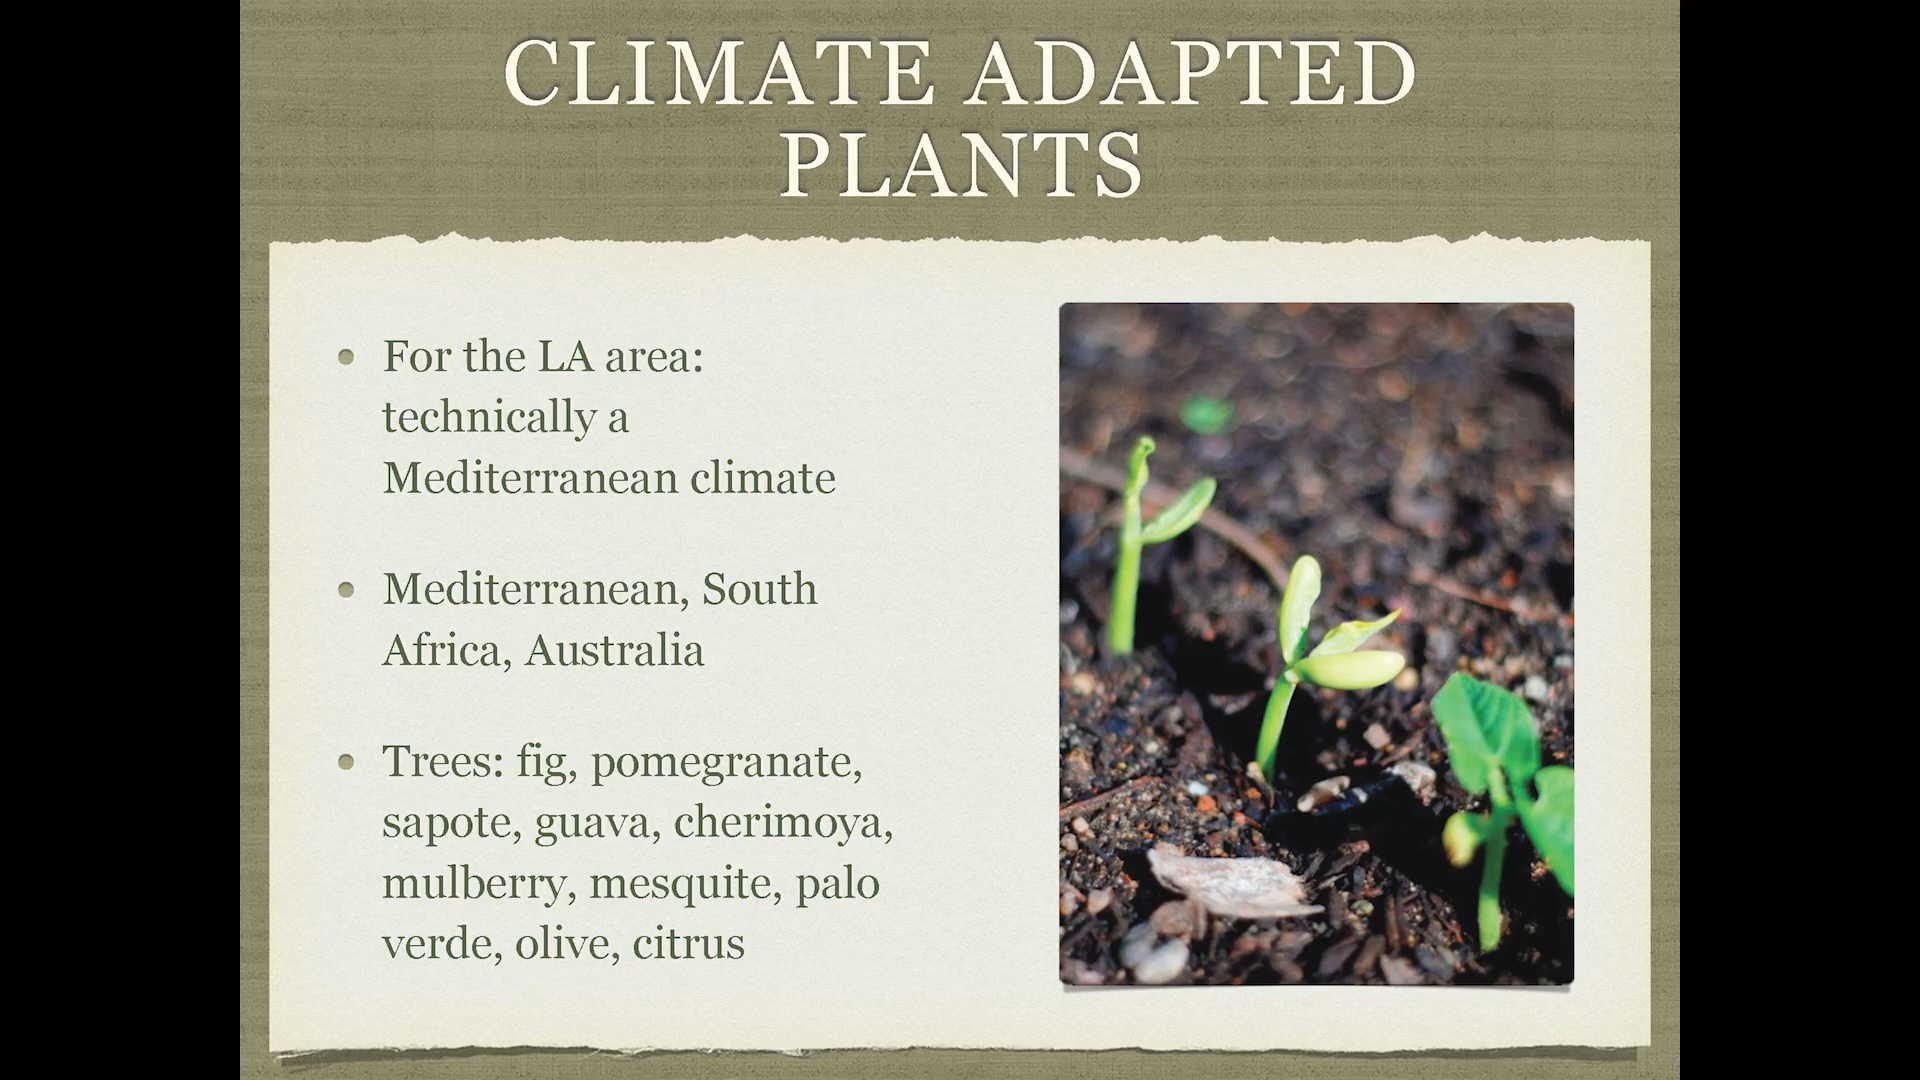 CLIMATE ADAPTED
PLANTS
For the LA area:
technically a
Mediterranean climate
Mediterranean, South
Africa, Australia
Trees: fig, pomegranate,
sapote, guava, cherimoya,
mulberry, mesquite, palo
verde, olive, citrus